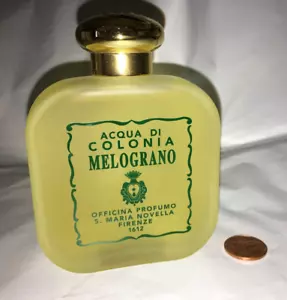 ACQUA DI
COLONIA
MELOGRANO
OFFICINA PROFUMO
S. MARIA NOVELLA
FIRENZE
1612